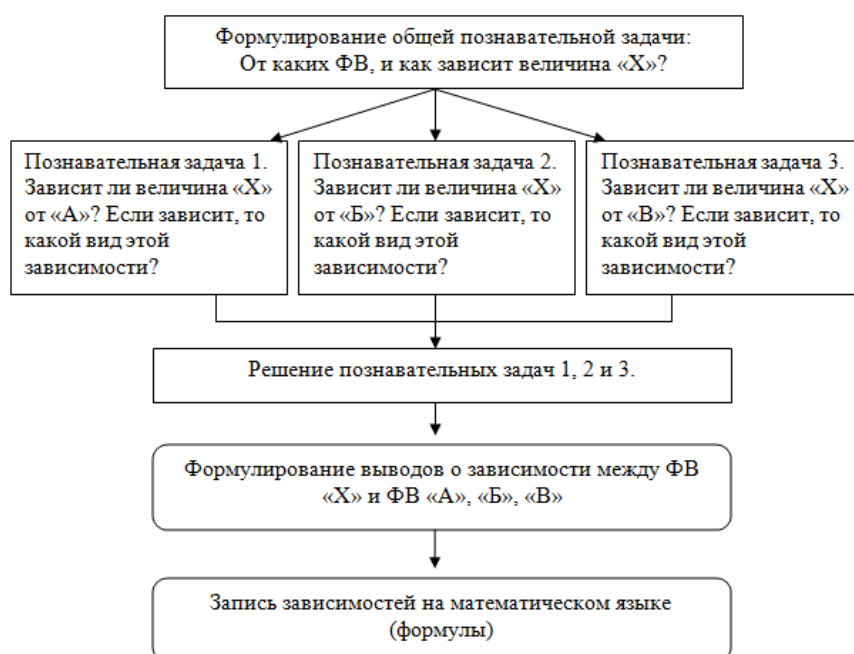 Формулирование общей познавательной задачи:
От каких ФВ, и как зависит величина «Х»?
Познавательная задача 1.
Зависит ли величина «Х»
от «А»? Если зависит, то
какой вид этой
зависимости?
Познавательная задача 2.
Зависит ли величина «Х»
от «Б»? Если зависит, то
какой вид этой
зависимости?
Познавательная задача 3.
Зависит ли величина «Х»
от «В»? Если зависит, то
какой вид этой
зависимости?
Решение познавательных задач 1, 2 и 3.
Формулирование выводов о зависимости между ФВ
«Х» и ФВ «А», «Б», «В»
Запись зависимостей на математическом языке
(формулы)